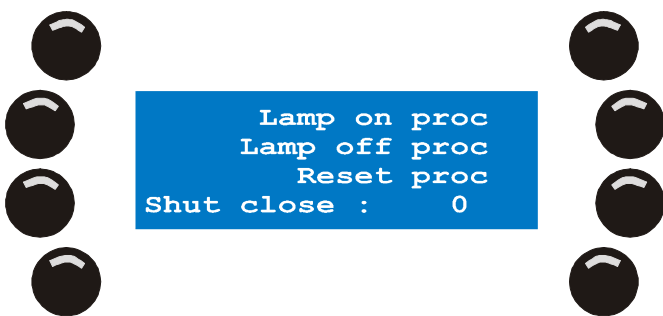 Lamp on proc
Lamp off proc
Reset proc
Shut close : 0